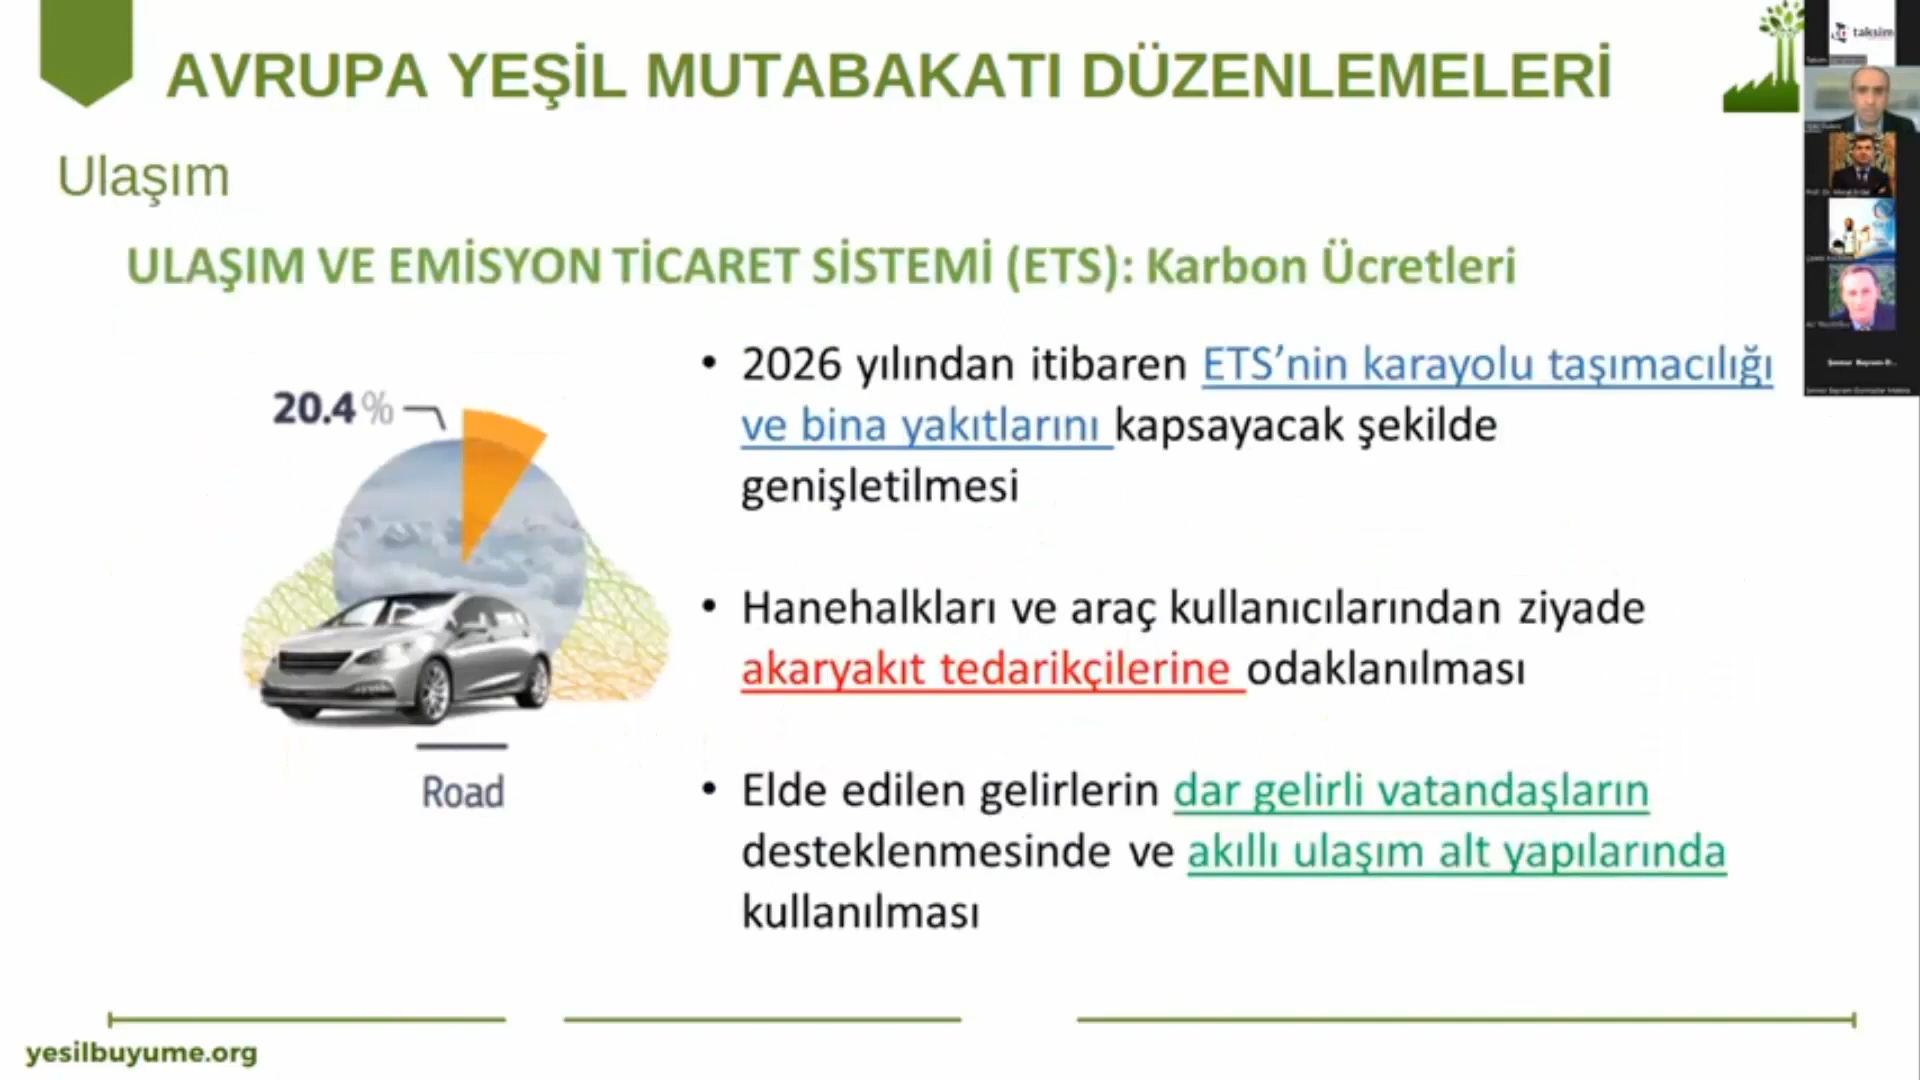 AVRUPA YEŞİL MUTABAKATI DÜZENLEMELERİ
taksim
Ulaşım
ULAŞIM VE EMİSYON TİCARET SİSTEMİ (ETS): Karbon Ücretleri
• 2026 yılından itibaren ETS’nin karayolu taşımacılığı
ve bina yakıtlarını kapsayacak şekilde
genişletilmesi
20.4 %
• Hanehalkları ve araç kullanıcılarından ziyade
akaryakıt tedarikçilerine odaklanılması
Road
• Elde edilen gelirlerin dar gelirli vatandaşların
desteklenmesinde ve akıllı ulaşım alt yapılarında
kullanılması
yesilbuyume.org